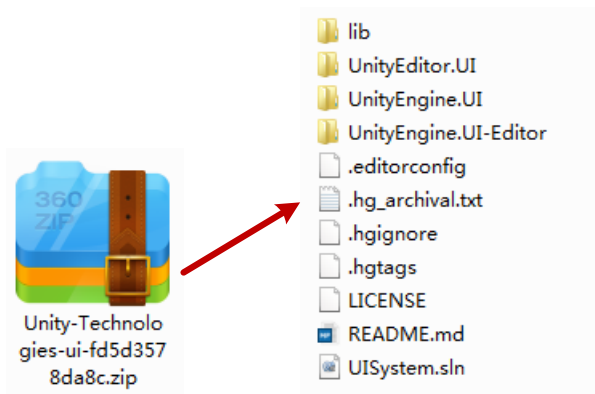 360
ZIP
Unity-Technolo
gies-ui-fd5d357
8da8c.zip
lib
UnityEditor.UI
UnityEngine.UI
UnityEngine.UI-Editor
.editorconfig
.hg_archival.txt
.hgignore
.hgtags
LICENSE
README.md
UISystem.sln